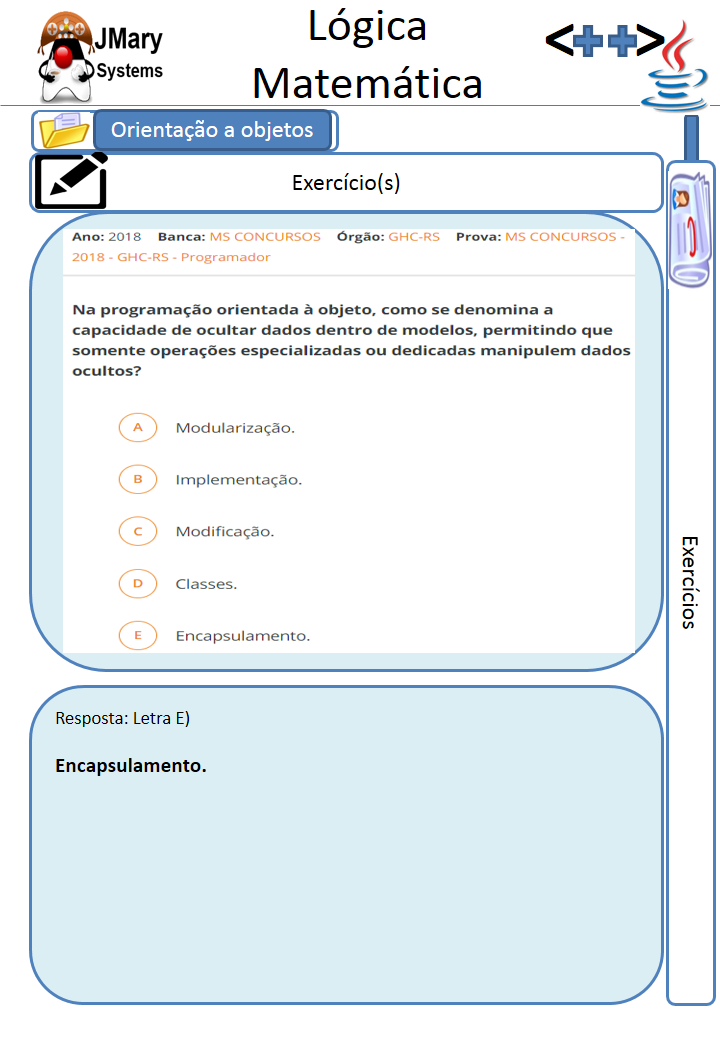 JMary
Systems
Lógica
Matemática
<++>
Orientação a objetos
Exercício(s)
Ano: 2018 Banca: MS CONCURSOS Órgão: GHC-RS Prova: MS CONCURSOS -
2018 - GHC-RS - Programador
Na programação orientada à objeto, como se denomina a
capacidade de ocultar dados dentro de modelos, permitindo que
somente operações especializadas ou dedicadas manipulem dados
ocultos?
A Modularização.
B Implementação.
C Modificação.
D Classes.
E Encapsulamento.
Exercícios
Resposta: Letra E)
Encapsulamento.